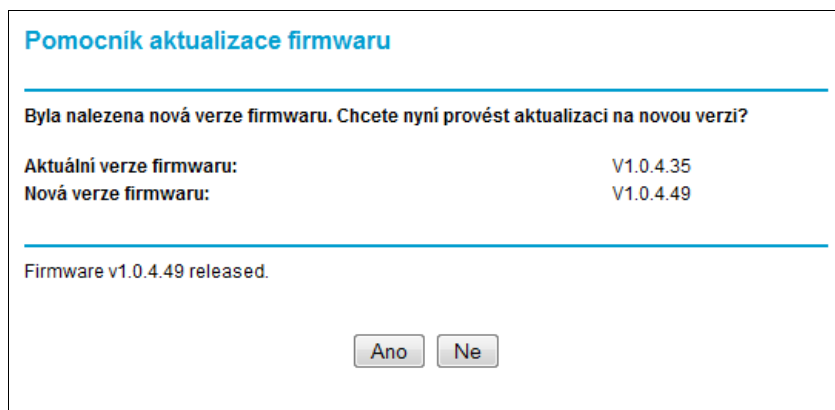 Pomocník aktualizace firmwaru
Byla nalezena nová verze firmwaru. Chcete nyní provést aktualizaci na novou verzi?
Aktuální verze firmwaru: V1.0.4.35
Nová verze firmwaru: V1.0.4.49
Firmware v1.0.4.49 released.
Ano Ne